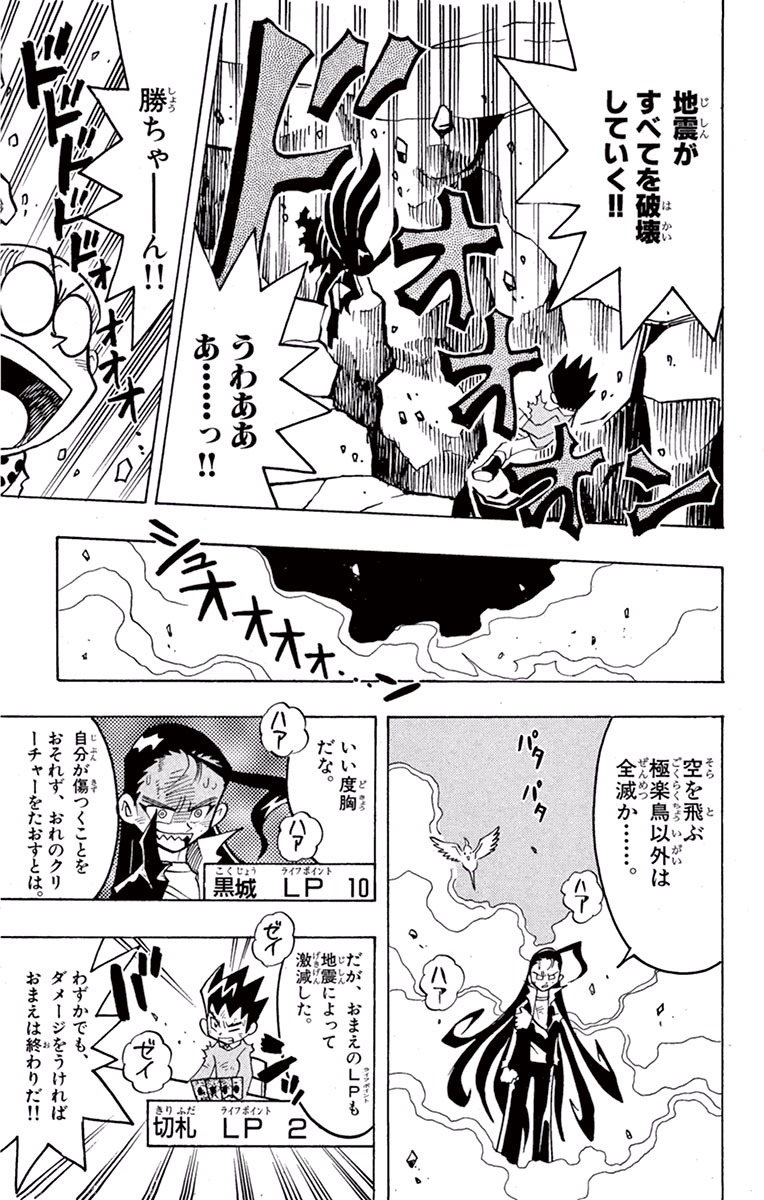 地震が
すべてを破壊
していく!!
ドドオオオオン
うわああ
あ……っ!!
勝ちゃーーん!!
ドドドドドォオオオ…
シュオオオォォ……ン
空を飛ぶ
極楽鳥以外は
全滅か……。
パタ
パタ
ハァ
ハァ
ハァ
いい度胸
だな。
ハァ
自分が傷つくことを
おそれず、おれのクリ
ーチャーをたおすとは。
黒城 LP 10
だが、おまえのLPも
地震によって
激減した。
ゼイ
ゼイ
わずかでも、
ダメージをうければ
おまえは終わりだ!!
切札 LP 2